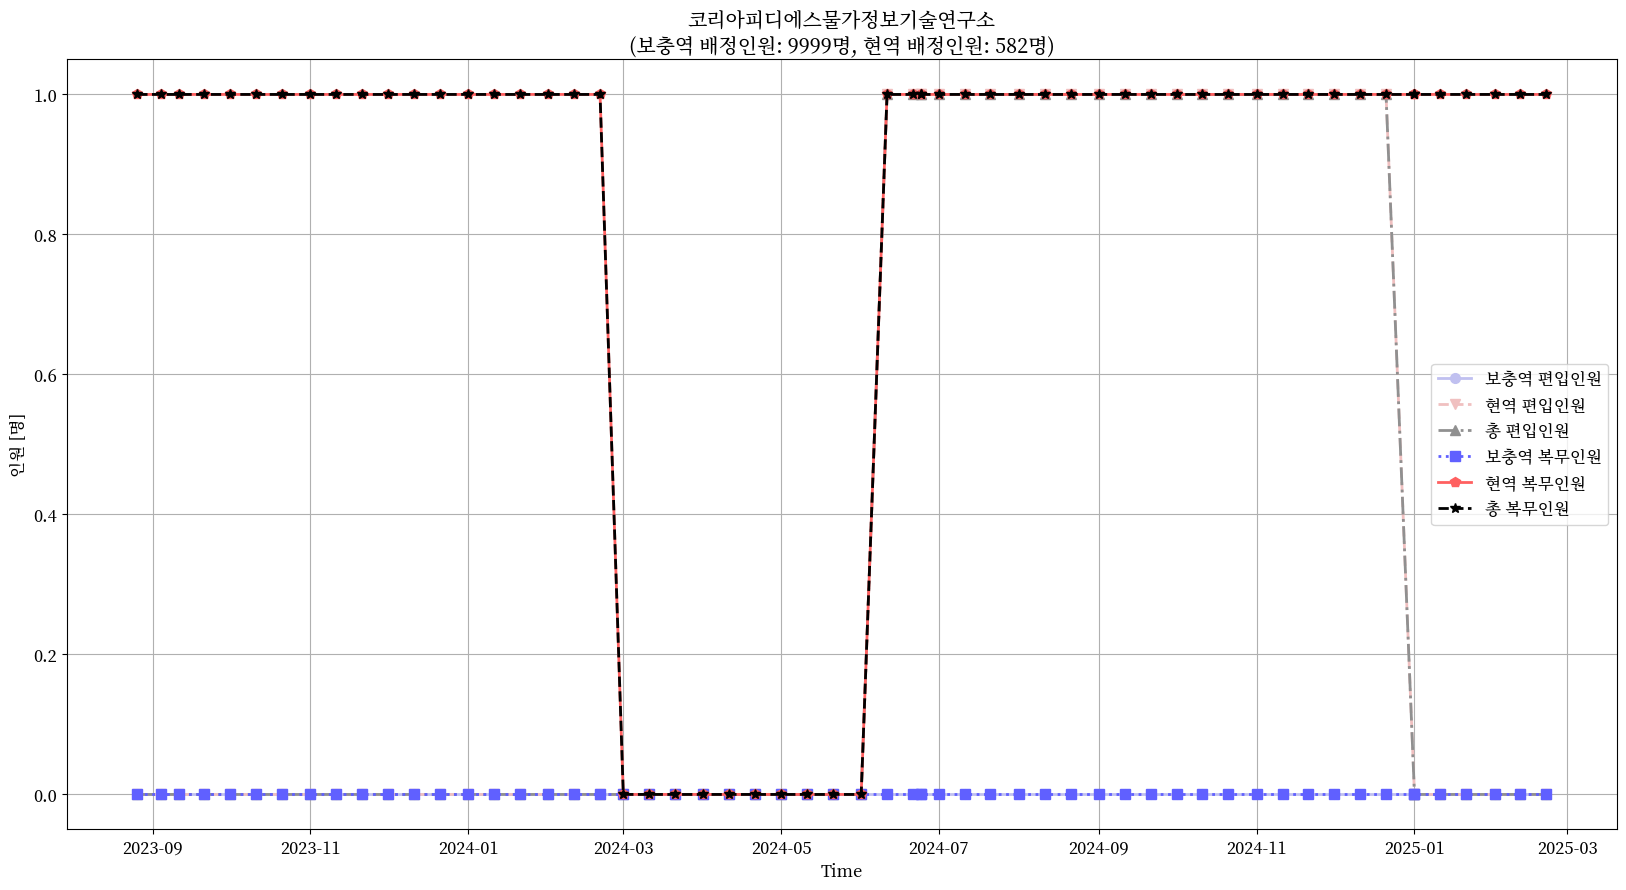 코리아피디에스물가정보기술연구소
(보충역 배정인원: 9999명, 현역 배정인원: 582명)
1.0
0.8
0.6
0.4
0.2
0.0
인원 [명]
보충역 편입인원
현역 편입인원
총 편입인원
보충역 복무인원
현역 복무인원
총 복무인원
2023-09
2023-11
2024-01
2024-03
2024-05
2024-07
2024-09
2024-11
2025-01
2025-03
Time